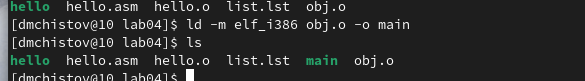 hello  hello.asm  hello.o  list.lst  obj.o
[dmchistov@10 lab04]$ ld -m elf_i386 obj.o -o main
[dmchistov@10 lab04]$ ls
hello  hello.asm  hello.o  list.lst  main  obj.o
[dmchistov@10 lab04]$